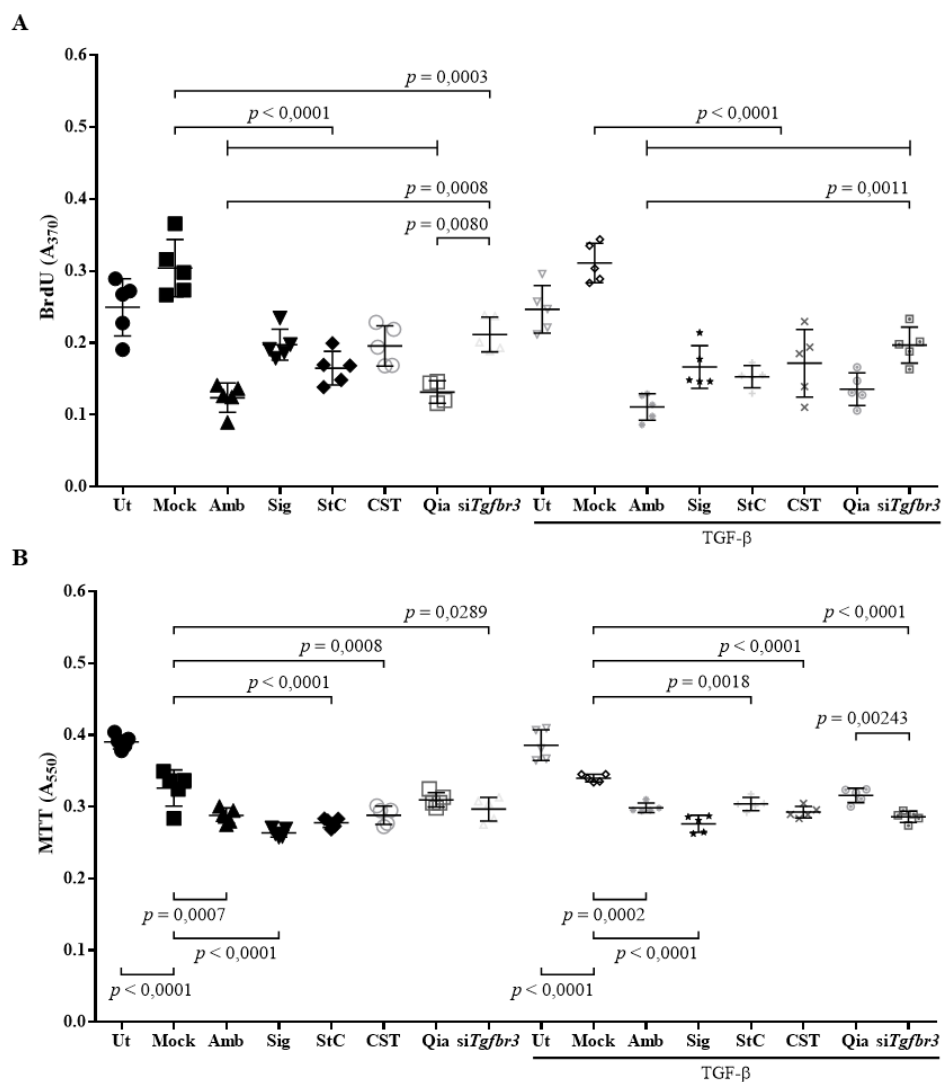 A
0.6
p = 0,0003
p < 0,0001
p < 0,0001
0.5
0.4
p = 0,0008
p = 0,0011
p = 0,0080
0.3
BrdU (A370)
0.2
0.1
0.0
Ut Mock Amb Sig StC CST Qia siTgfbr3 Ut Mock Amb Sig StC CST Qia siTgfbr3
TGF-β
B
0.6
p = 0,0289
p < 0,0001
p = 0,0008
p < 0,0001
0.5
p < 0,0001
p = 0,0018
p = 0,00243
0.4
MTT (A550)
0.3
0.2
p = 0,0007
p = 0,0002
0.1
p < 0,0001
p < 0,0001
p < 0,0001
p < 0,0001
0.0
Ut Mock Amb Sig StC CST Qia siTgfbr3 Ut Mock Amb Sig StC CST Qia siTgfbr3
TGF-β